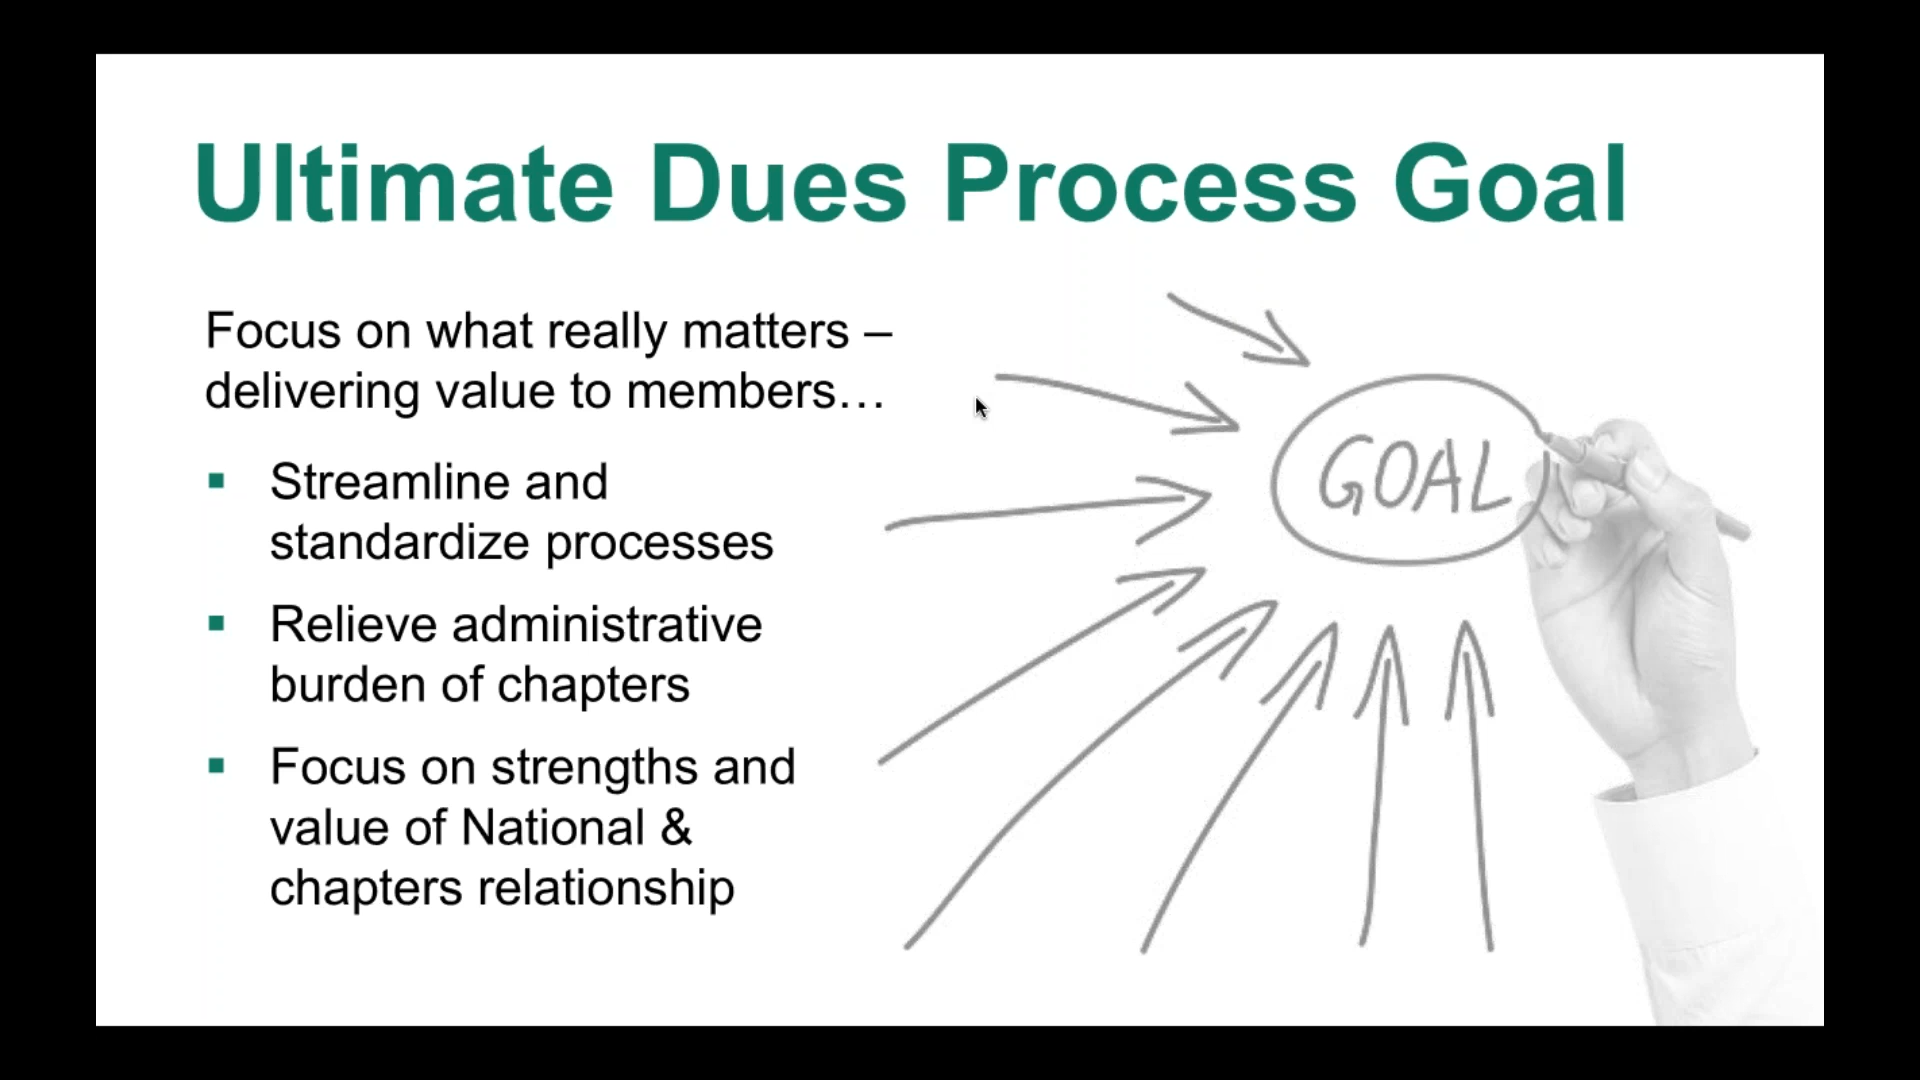 Ultimate Dues Process Goal
Focus on what really matters –
delivering value to members…
▪ Streamline and
standardize processes
▪ Relieve administrative
burden of chapters
▪ Focus on strengths and
value of National &
chapters relationship
GOAL